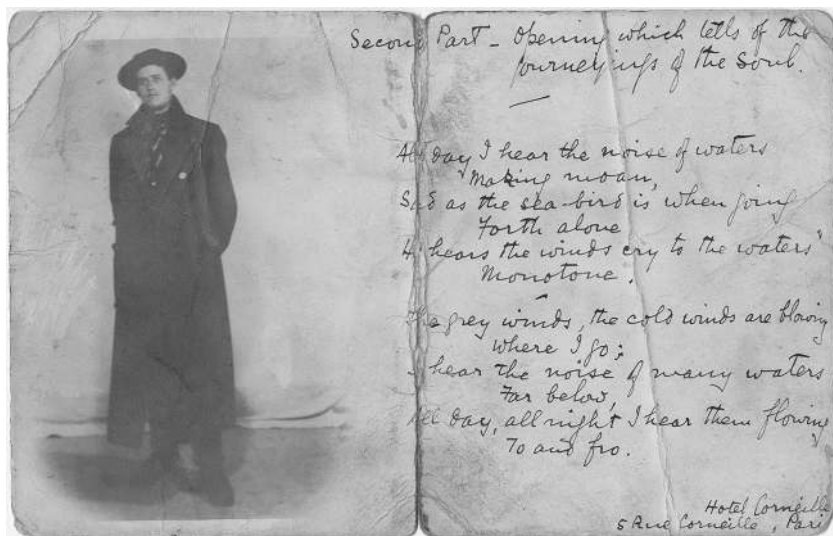 Second Part – Opening which tells of the
journeyings of the Soul.
All day I hear the noise of waters
Making moan,
Sad as the sea-bird is when going
Forth alone
He hears the winds cry to the waters'
Monotone.
The grey winds, the cold winds are blowing
where I go;
I hear the noise of many waters
Far below,
All day, all night I hear them flowing
To and fro.
Hotel Corneille
5 Rue Corneille, Paris